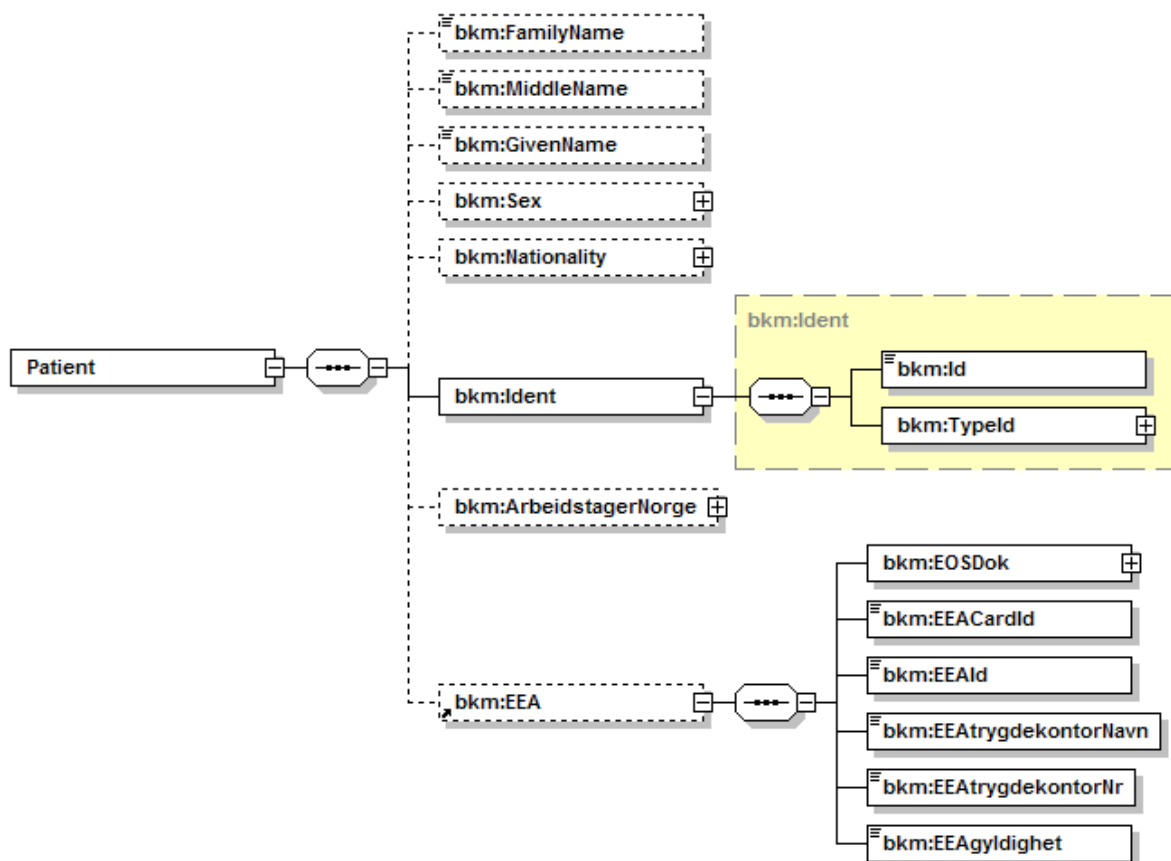 bkm:FamilyName
bkm:MiddleName
bkm:GivenName
bkm:Sex
bkm:Nationality
bkm:Ident
Patient
bkm:Id
bkm:Ident
bkm:TypeId
bkm:ArbeidstagerNorge
bkm:EOSDok
bkm:EEACardId
bkm:EEAId
bkm:EEA
bkm:EEAtrygdekontorNavn
bkm:EEAtrygdekontorNr
bkm:EEAgyldighet